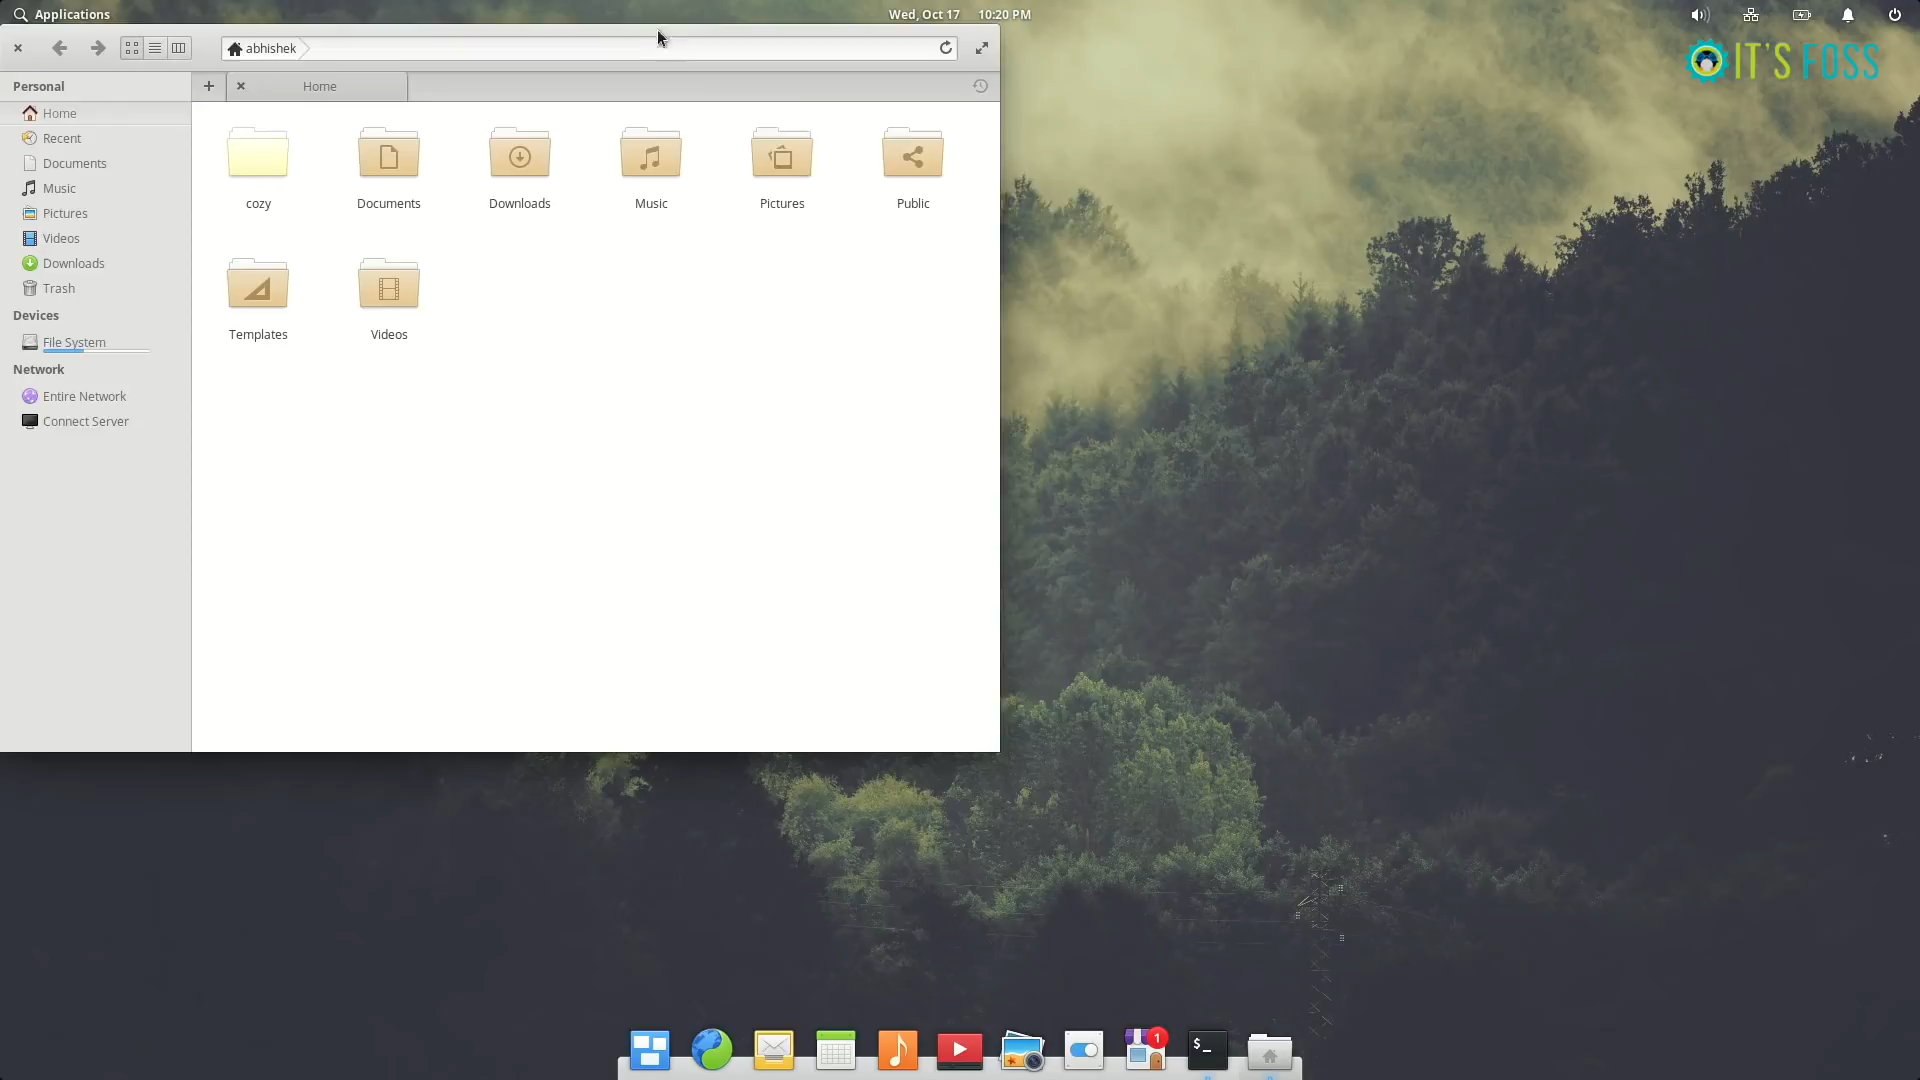 Applications
Wed, Oct 17 10:20 PM
abhishek
IT'S FOSS
Personal
Home
Home
Recent
Documents
Music
Pictures
Videos
Downloads
Trash
Devices
File System
Network
Entire Network
Connect Server
cozy
Documents
Downloads
Music
Pictures
Public
Templates
Videos
1
$_